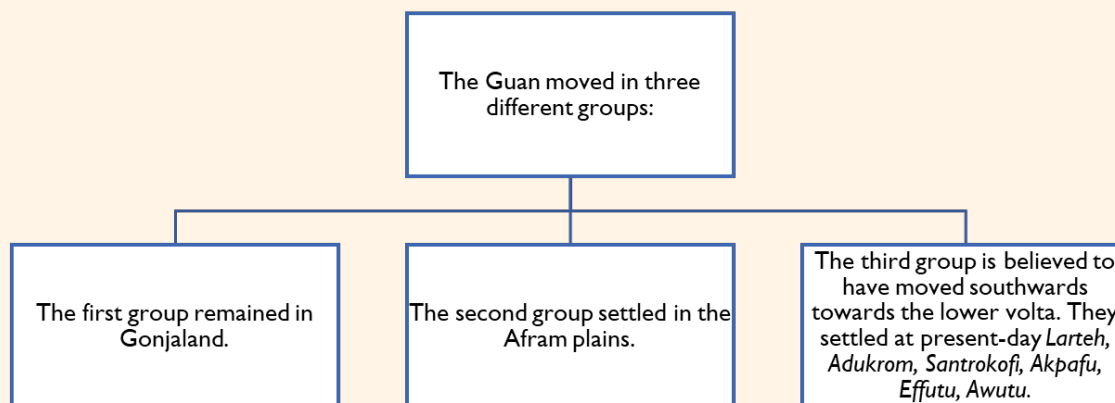 The Guan moved in three
different groups:
The first group remained in
Gonjaland.
The second group settled in the
Afram plains.
The third group is believed to
have moved southwards
towards the lower volta. They
settled at present-day Larteh,
Adukrom, Santrokofi, Akpafu,
Effutu, Awutu.